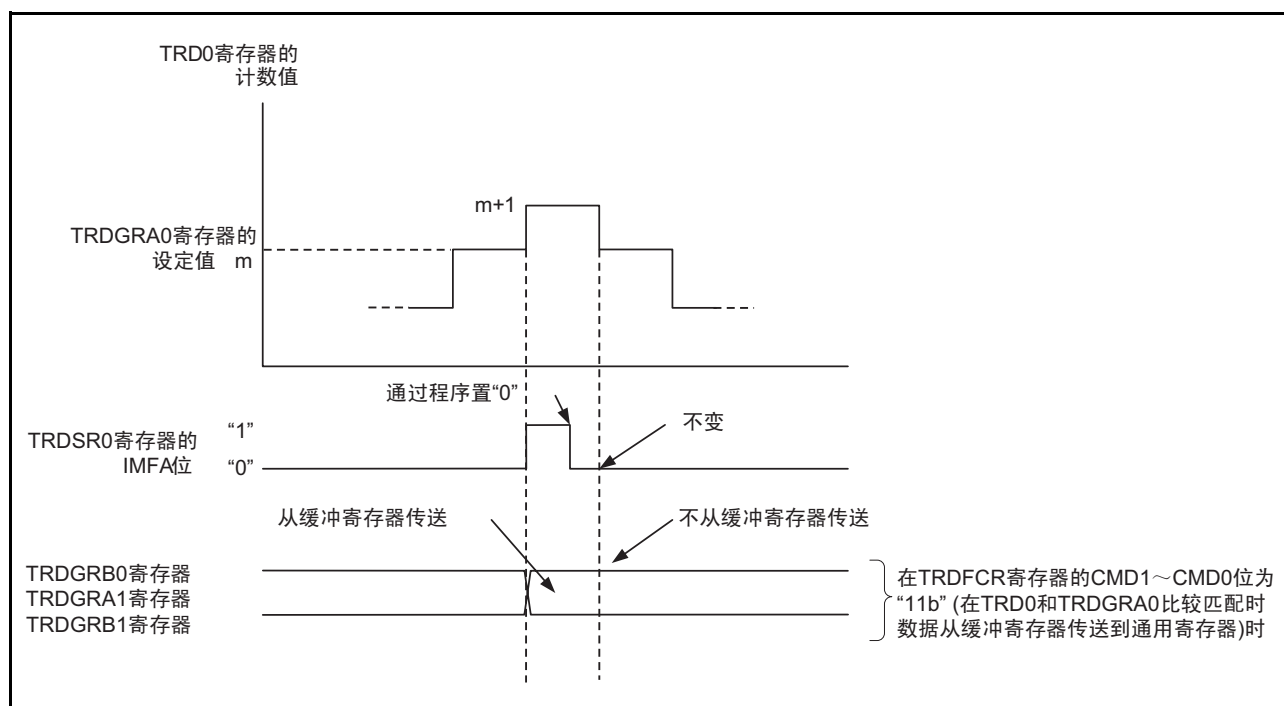 TRD0寄存器的
计数值
m+1
TRDGRA0寄存器的
设定值 m
通过程序置“0”
不变
TRDSR0寄存器的
IMFA位
“1”
“0”
从缓冲寄存器传送
不从缓冲寄存器传送
TRDGRB0寄存器
TRDGRA1寄存器
TRDGRB1寄存器
在TRDFCR寄存器的CMD1～CMD0位为
“11b” (在TRD0和TRDGRA0比较匹配时
数据从缓冲寄存器传送到通用寄存器)时